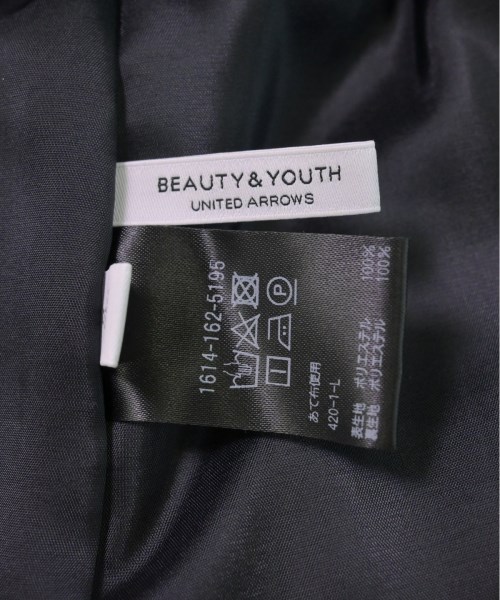 BEAUTY&YOUTH
UNITED ARROWS
1614-162-5195
あて布使用
420-1-L
表生地 ポリエステル 100%
裏生地 ポリエステル 100%